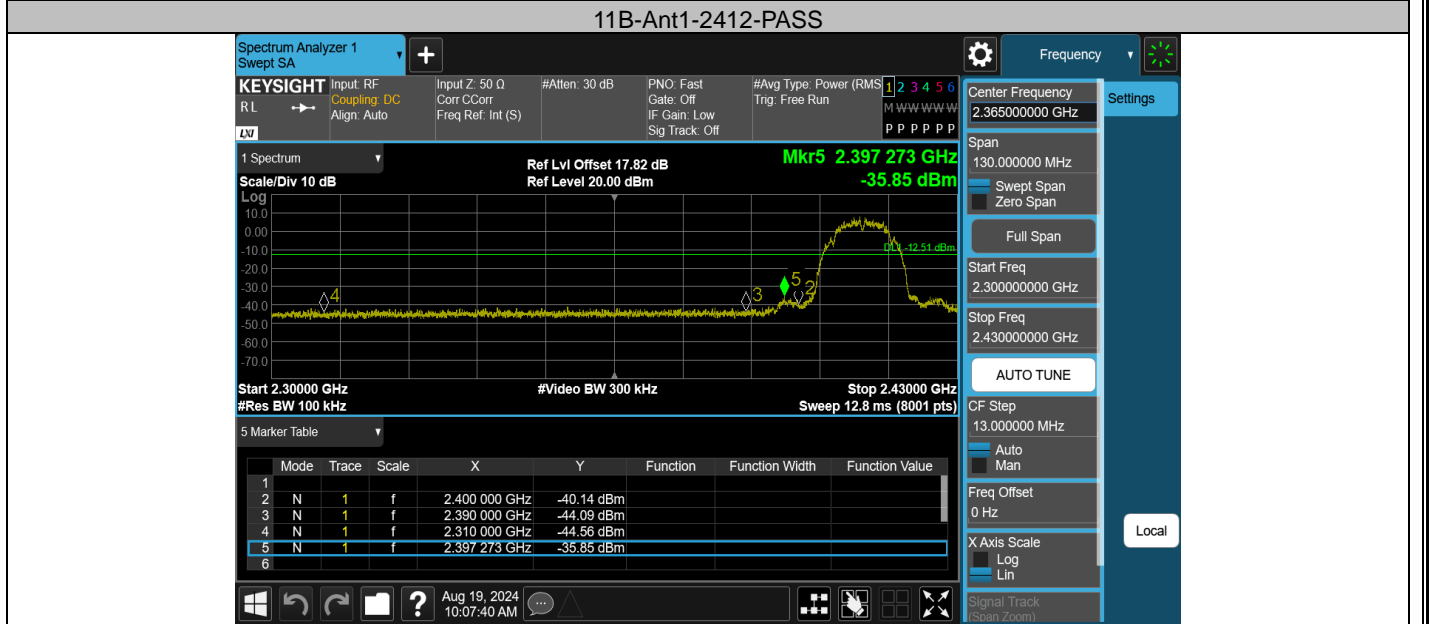 11B-Ant1-2412-PASS
Spectrum Analyzer 1
Swept SA
+
Frequency
KEYSIGHT
RL
LXI
Input: RF
Coupling: DC
Align: Auto
Input Z: 50 Ω
Corr CCorr
Freq Ref: Int (S)
#Atten: 30 dB
PNO: Fast
Gate: Off
IF Gain: Low
Sig Track: Off
#Avg Type: Power (RMS
Trig: Free Run
1 2 3 4 5 6
M W W W W W
P P P P P P
1 Spectrum
Scale/Div 10 dB
Ref Lvl Offset 17.82 dB
Ref Level 20.00 dBm
Mkr5 2.397 273 GHz
-35.85 dBm
Log
10.0
0.00
-10.0
-20.0
-30.0
-40.0
-50.0
-60.0
-70.0
DL1 -12.51 dBm
4
3
5
2
Start 2.30000 GHz
#Video BW 300 kHz
Stop 2.43000 GHz
#Res BW 100 kHz
Sweep 12.8 ms (8001 pts)
5 Marker Table
Mode Trace Scale X Y Function Function Width Function Value
1
2 N 1 f 2.400 000 GHz -40.14 dBm
3 N 1 f 2.390 000 GHz -44.09 dBm
4 N 1 f 2.310 000 GHz -44.56 dBm
5 N 1 f 2.397 273 GHz -35.85 dBm
6
?
Aug 19, 2024
10:07:40 AM
Center Frequency
2.365000000 GHz
Span
130.000000 MHz
Swept Span
Zero Span
Full Span
Start Freq
2.300000000 GHz
Stop Freq
2.430000000 GHz
AUTO TUNE
CF Step
13.000000 MHz
Auto
Man
Freq Offset
0 Hz
X Axis Scale
Log
Lin
Signal Track
(Span Zoom)
Settings
Local